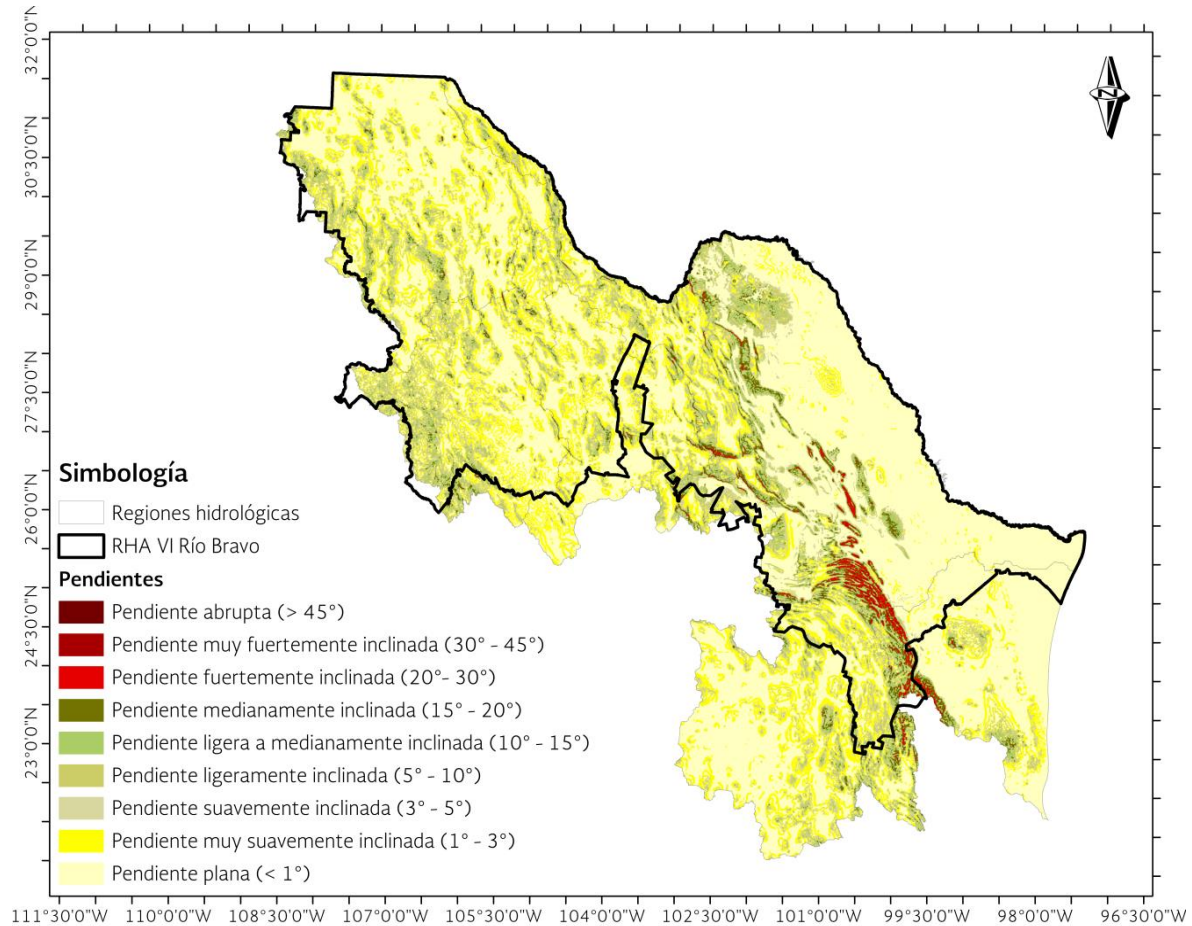 32°0'0"N
30°30'0"N
29°0'0"N
27°30'0"N
26°0'0"N
24°30'0"N
23°0'0"N
N
Simbología
Regiones hidrológicas
RHA VI Río Bravo
Pendientes
Pendiente abrupta (> 45°)
Pendiente muy fuertemente inclinada (30° - 45°)
Pendiente fuertemente inclinada (20°- 30°)
Pendiente medianamente inclinada (15° - 20°)
Pendiente ligera a medianamente inclinada (10° - 15°)
Pendiente ligeramente inclinada (5° - 10°)
Pendiente suavemente inclinada (3° - 5°)
Pendiente muy suavemente inclinada (1° - 3°)
Pendiente plana (< 1°)
111°30'0"W 110°0'0"W 108°30'0"W 107°0'0"W 105°30'0"W 104°0'0"W 102°30'0"W 101°0'0"W 99°30'0"W 98°0'0"W 96°30'0"W